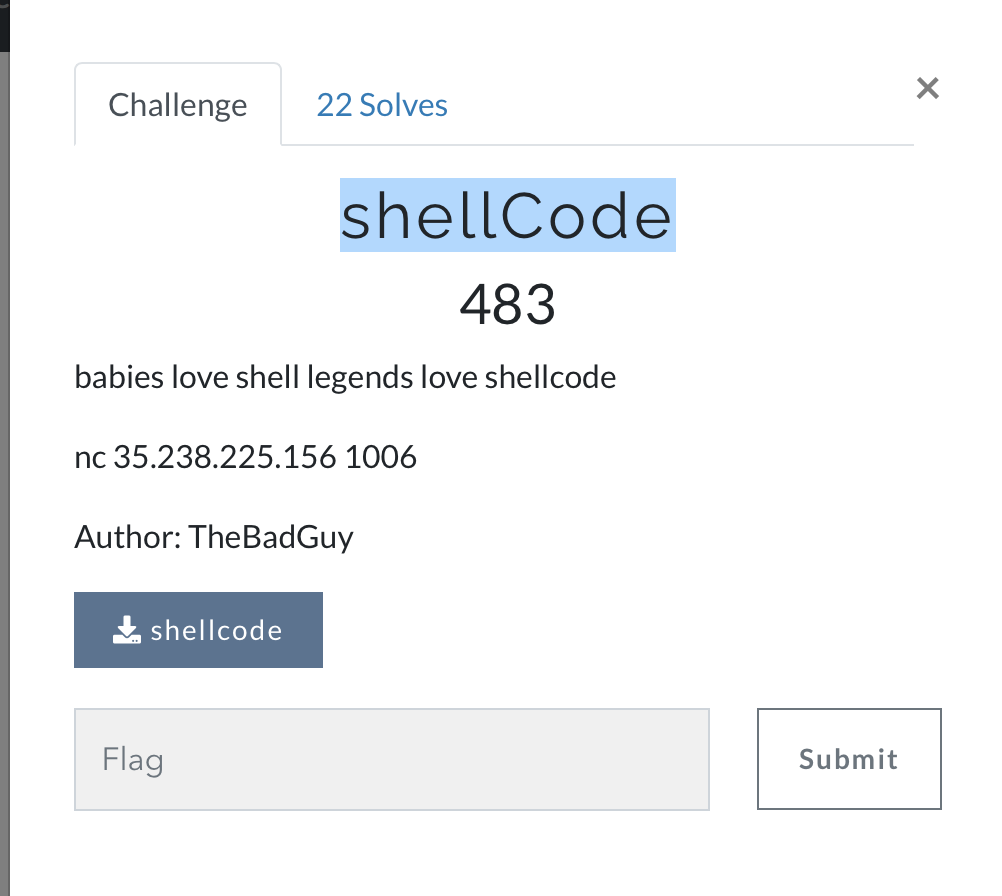 Challenge
22 Solves
×
shellCode
483
babies love shell legends love shellcode
nc 35.238.225.156 1006
Author: TheBadGuy
shellcode
Flag
Submit